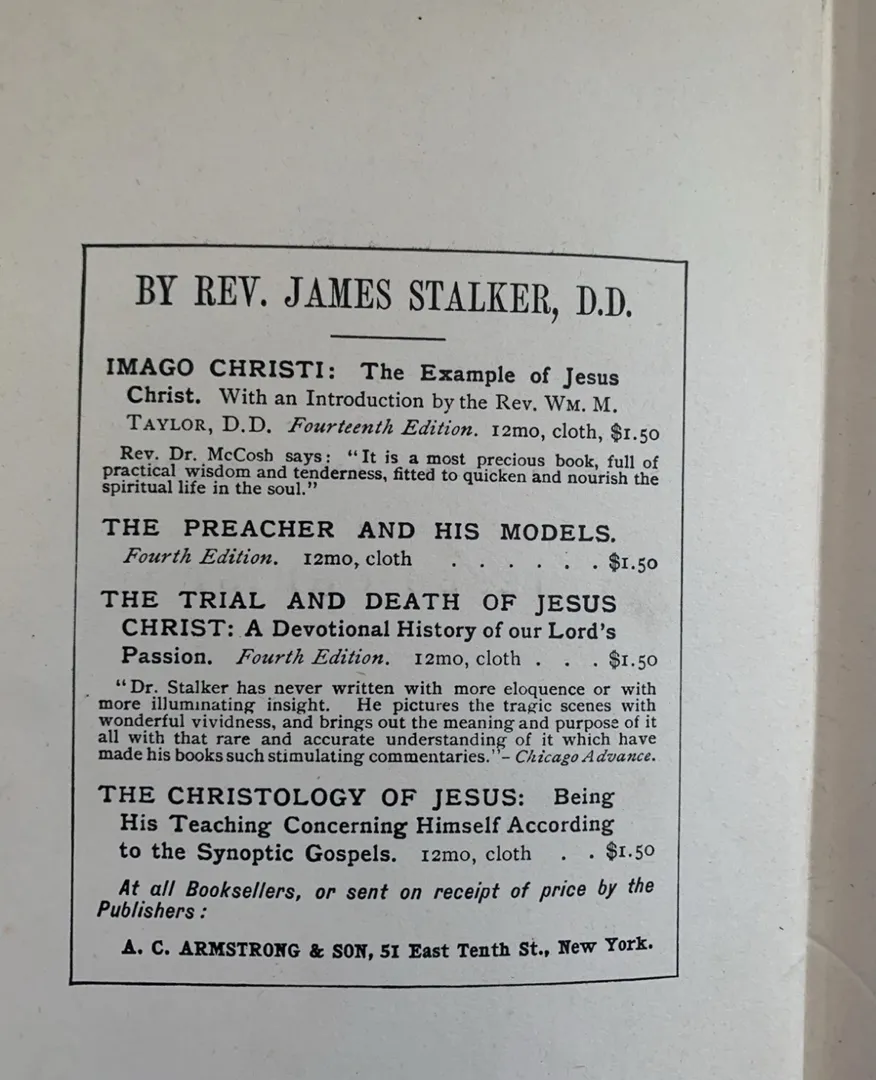 BY REV. JAMES STALKER, D.D.
IMAGO CHRISTI: The Example of Jesus
Christ. With an Introduction by the Rev. WM. M.
TAYLOR, D.D. Fourteenth Edition. 12mo, cloth, $1.50
Rev. Dr. McCosh says: "It is a most precious book, full of
practical wisdom and tenderness, fitted to quicken and nourish the
spiritual life in the soul."
THE PREACHER AND HIS MODELS.
Fourth Edition. 12mo, cloth . . . . . . $1.50
THE TRIAL AND DEATH OF JESUS
CHRIST: A Devotional History of our Lord's
Passion. Fourth Edition. 12mo, cloth . . . $1.50
"Dr. Stalker has never written with more eloquence or with
more illuminating insight. He pictures the tragic scenes with
wonderful vividness, and brings out the meaning and purpose of it
all with that rare and accurate understanding of it which have
made his books such stimulating commentaries."—Chicago Advance.
THE CHRISTOLOGY OF JESUS: Being
His Teaching Concerning Himself According
to the Synoptic Gospels. 12mo, cloth . . $1.50
At all Booksellers, or sent on receipt of price by the
Publishers:
A. C. ARMSTRONG & SON, 51 East Tenth St., New York.